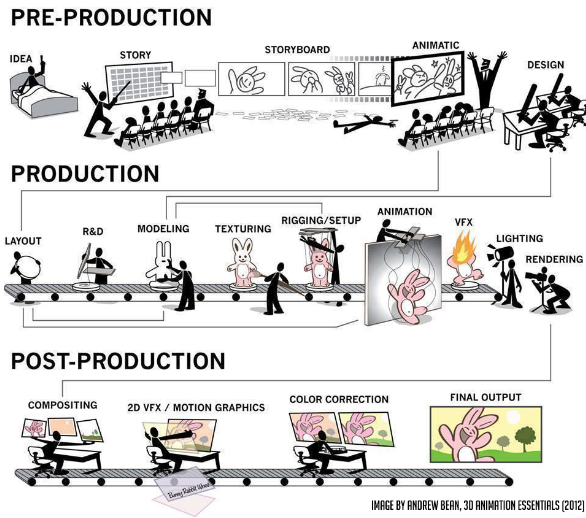 PRE-PRODUCTION
IDEA
STORY
STORYBOARD
ANIMATIC
DESIGN
PRODUCTION
LAYOUT
R&D
MODELING
TEXTURING
RIGGING/SETUP
ANIMATION
VFX
LIGHTING
RENDERING
POST-PRODUCTION
COMPOSITING
2D VFX / MOTION GRAPHICS
COLOR CORRECTION
FINAL OUTPUT
Bunny Rabbit Wave
IMAGE BY ANDREW BEAN, 3D ANIMATION ESSENTIALS (2012)